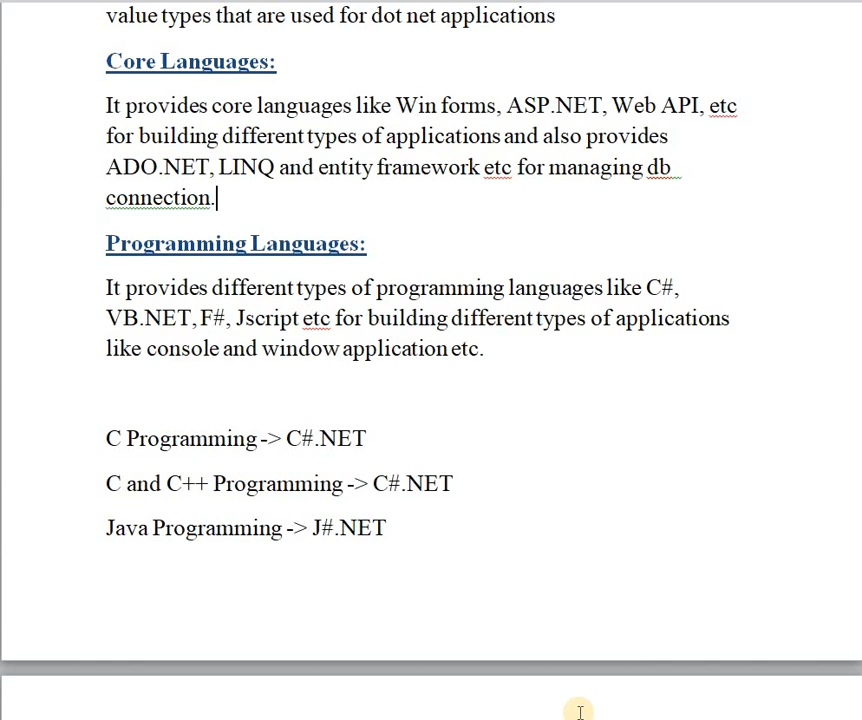 value types that are used for dot net applications
Core Languages:
It provides core languages like Win forms, ASP.NET, Web API, etc
for building different types of applications and also provides
ADO.NET, LINQ and entity framework etc for managing db
connection.
Programming Languages:
It provides different types of programming languages like C#,
VB.NET, F#, Jscript etc for building different types of applications
like console and window application etc.
C Programming -> C#.NET
C and C++ Programming -> C#.NET
Java Programming -> J#.NET